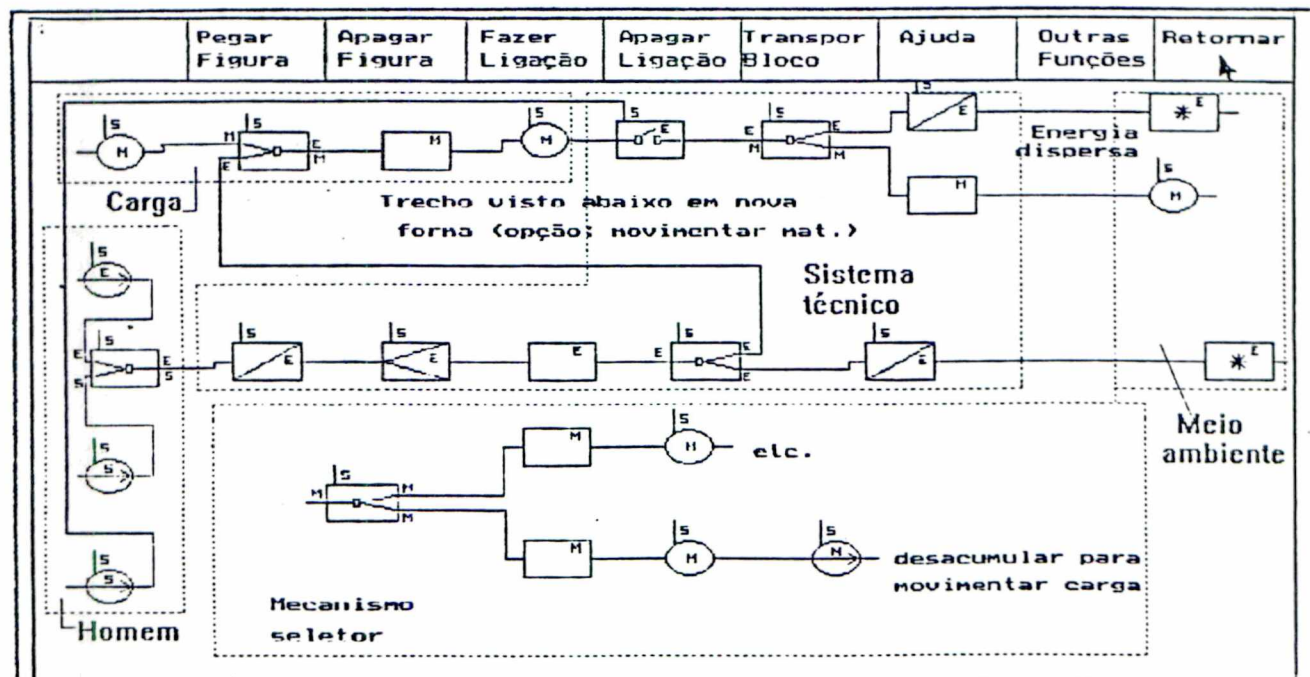 Pegar Figura
Apagar Figura
Fazer Ligação
Apagar Ligação
Transpor Bloco
Ajuda
Outras Funções
Retornar
S S S S S
M M E M M E E M E M E * E
Energia dispersa
S
M M
Carga
Trecho visto abaixo em nova
forma (opção: movimentar mat.)
S
E
Sistema técnico
S S S S S
E S E S E E E E E E E * E
Meio ambiente
S
S
S
M etc.
M M M
S S S
M M
desacumular para
movimentar carga
S
S
Mecanismo
seletor
Homem